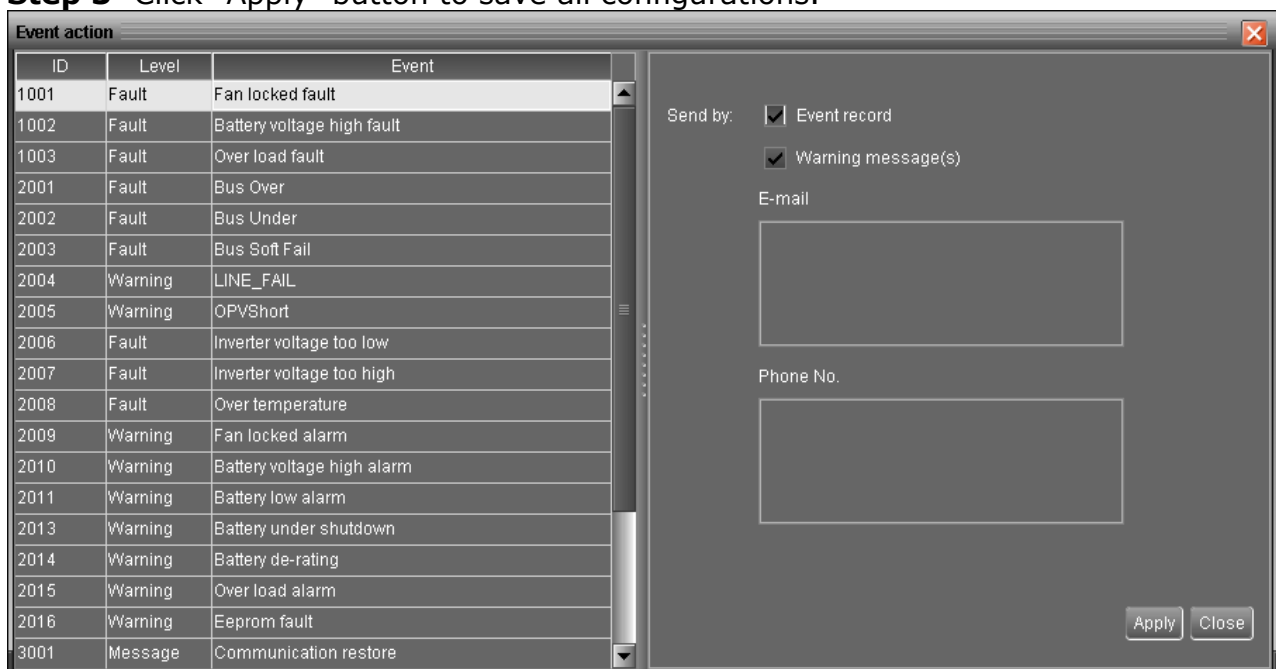 Step 3 Click "Apply" button to save all configurations.
Event action
ID Level Event
1001 Fault Fan locked fault
1002 Fault Battery voltage high fault
1003 Fault Over load fault
2001 Fault Bus Over
2002 Fault Bus Under
2003 Fault Bus Soft Fail
2004 Warning LINE_FAIL
2005 Warning OPVShort
2006 Fault Inverter voltage too low
2007 Fault Inverter voltage too high
2008 Fault Over temperature
2009 Warning Fan locked alarm
2010 Warning Battery voltage high alarm
2011 Warning Battery low alarm
2013 Warning Battery under shutdown
2014 Warning Battery de-rating
2015 Warning Over load alarm
2016 Warning Eeprom fault
3001 Message Communication restore
Send by: Event record
Warning message(s)
E-mail
Phone No.
Apply Close